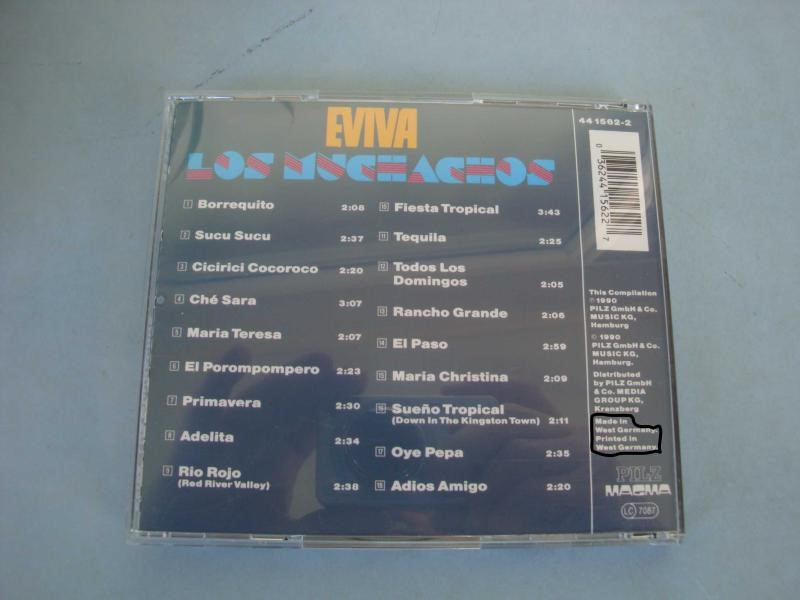 EVIVA
LOS MUCHACHOS
1 Borrequito 2:08
2 Sucu Sucu 2:37
3 Cicirici Cocoroco 2:20
4 Ché Sara 3:07
5 Maria Teresa 2:07
6 El Porompompero 2:23
7 Primavera 2:30
8 Adelita 2:34
9 Rio Rojo
(Red River Valley) 2:38
10 Fiesta Tropical 3:43
11 Tequila 2:25
12 Todos Los
Domingos 2:05
13 Rancho Grande 2:06
14 El Paso 2:59
15 Maria Christina 2:09
16 Sueño Tropical
(Down In The Kingston Town) 2:11
17 Oye Pepa 2:35
18 Adios Amigo 2:20
441562-2
0 36244 15622 7
This Compilation
℗ 1990
PILZ GmbH & Co.
MUSIC KG,
Hamburg
© 1990
PILZ GmbH & Co.
MUSIC KG,
Hamburg.
Distributed
by PILZ GmbH
& Co. MEDIA
GROUP KG,
Kranzberg
Made in
West Germany.
Printed in
West Germany.
PILZ
MAGMA
LC 7087